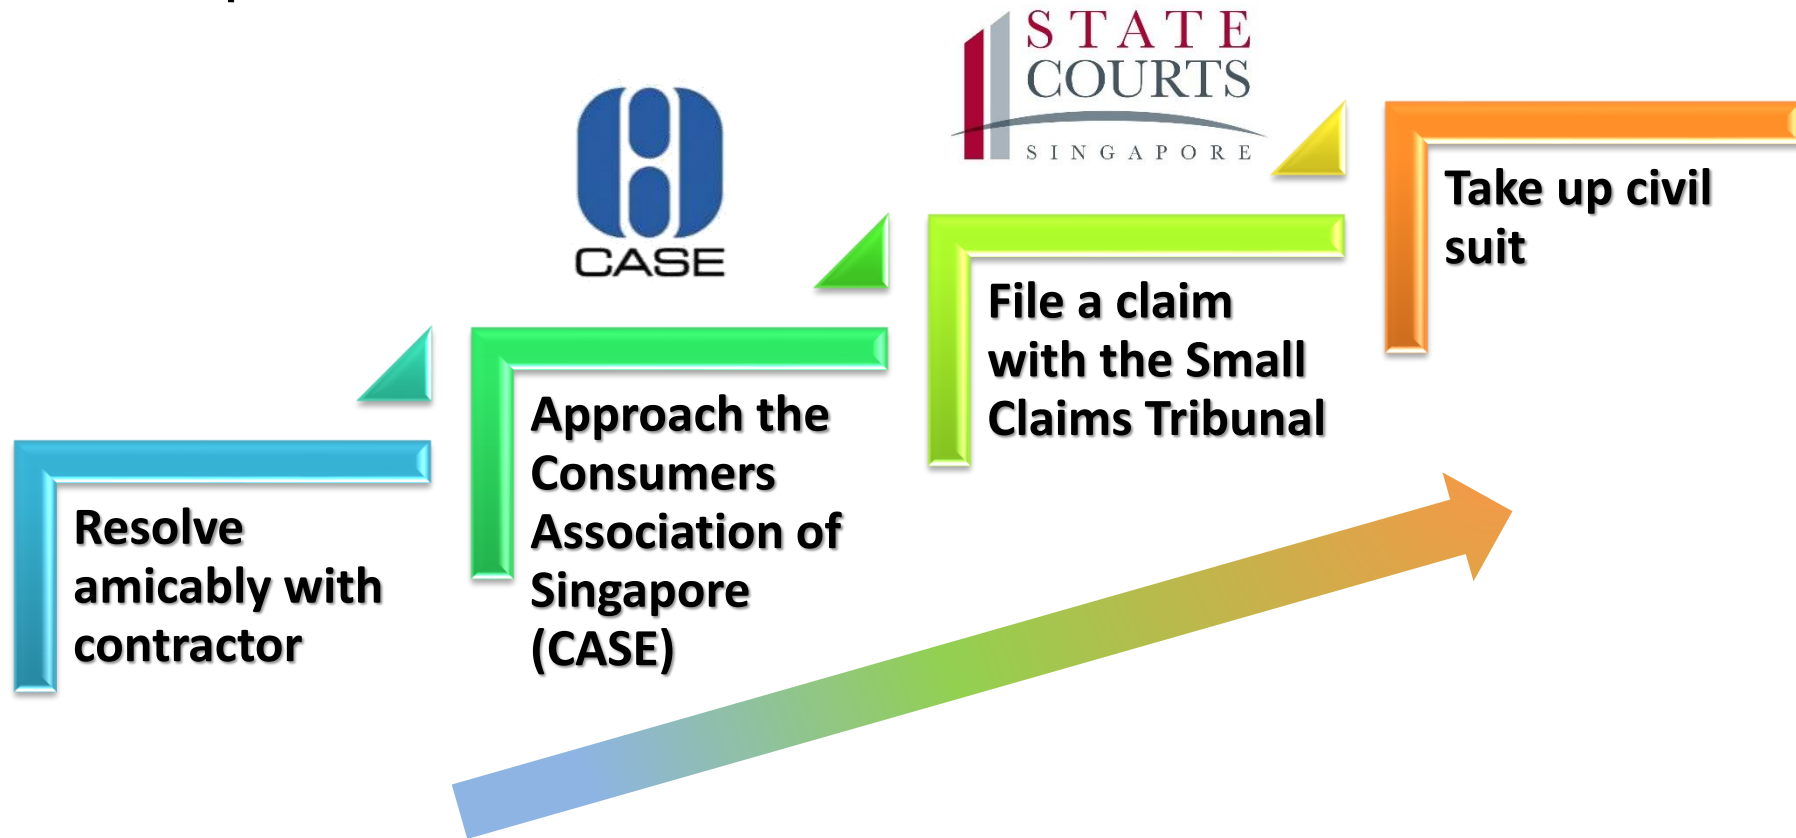 Resolve
amicably with
contractor
CASE
Approach the
Consumers
Association of
Singapore
(CASE)
STATE
COURTS
SINGAPORE
File a claim
with the Small
Claims Tribunal
Take up civil
suit